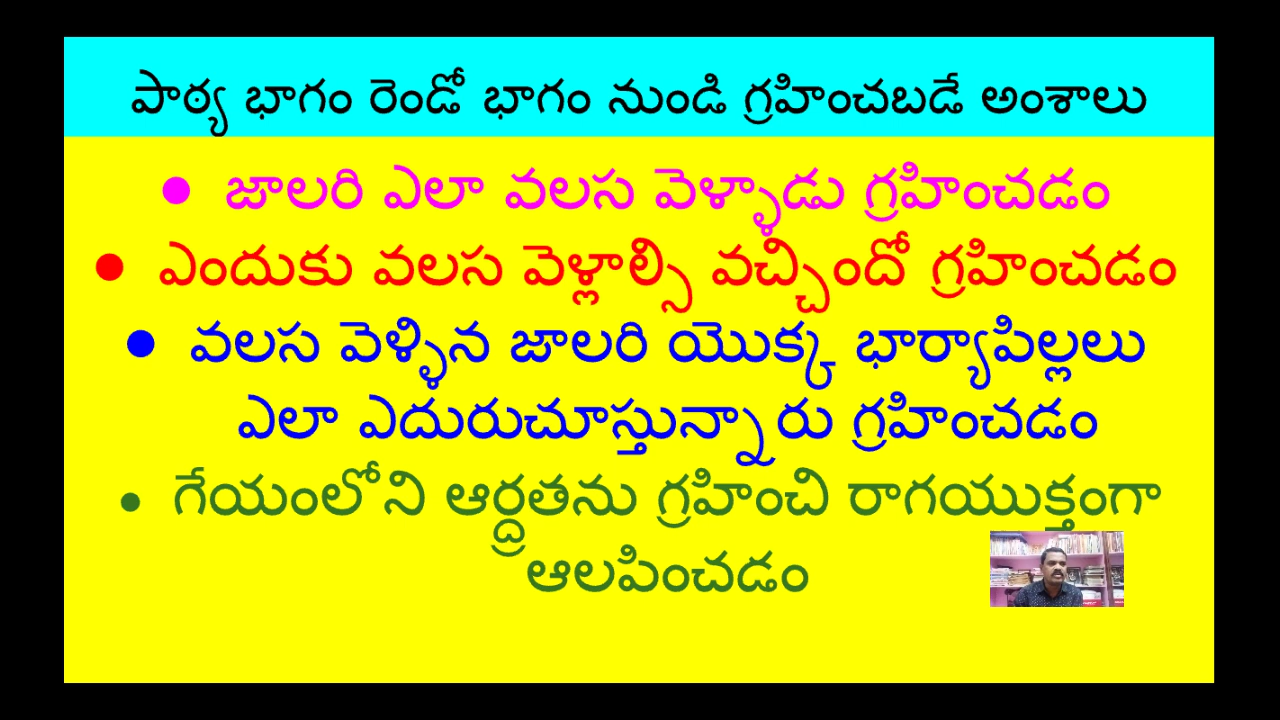 పాఠ్య భాగం రెండో భాగం నుండి గ్రహించబడే అంశాలు
● జాలరి ఎలా వలస వెళ్ళాడు గ్రహించడం
● ఎందుకు వలస వెళ్లాల్సి వచ్చిందో గ్రహించడం
● వలస వెళ్ళిన జాలరి యొక్క భార్యాపిల్లలు
ఎలా ఎదురుచూస్తున్నారు గ్రహించడం
● గేయంలోని ఆర్ద్రతను గ్రహించి రాగయుక్తంగా
ఆలపించడం